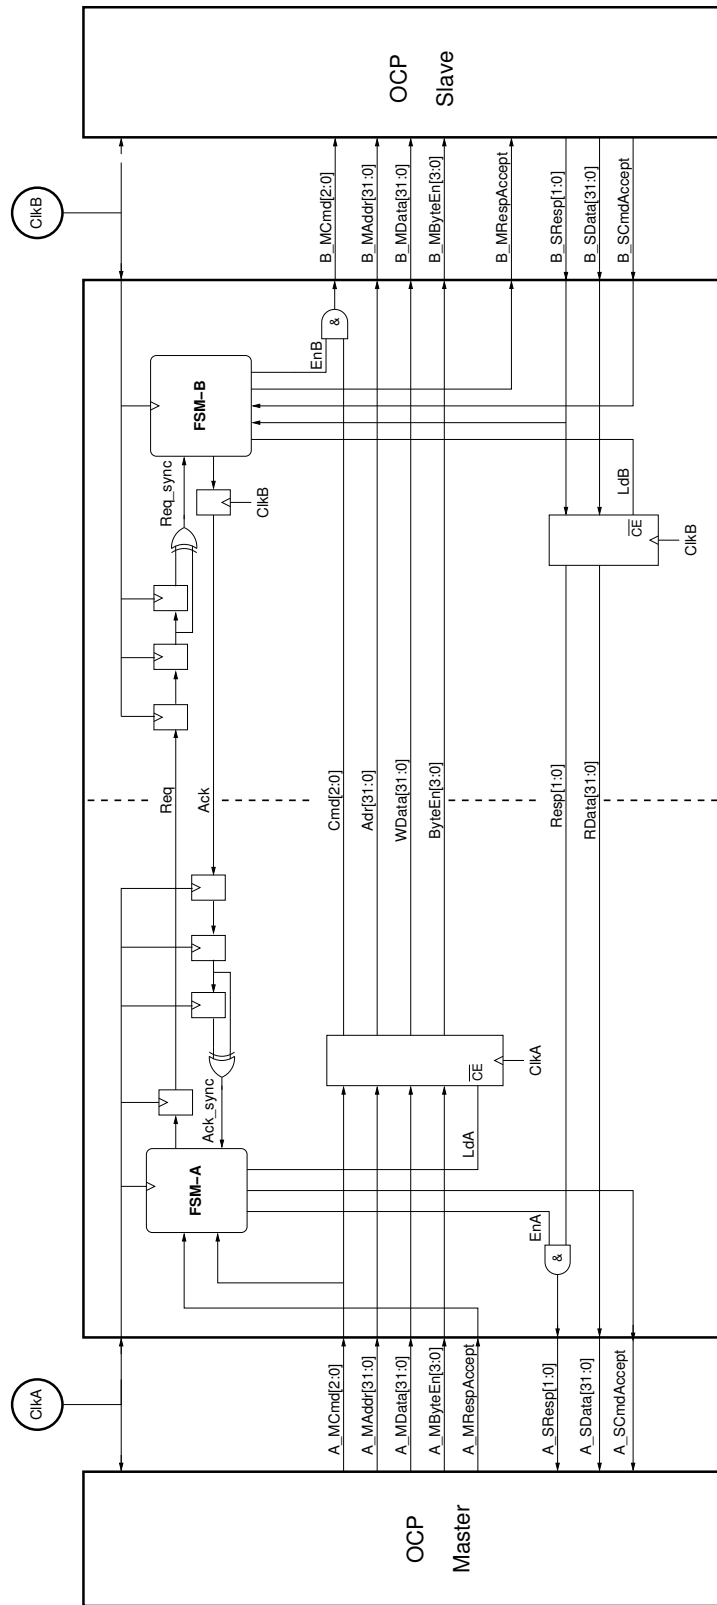 ClkA
ClkB
OCP
Master
OCP
Slave
FSM-A
FSM-B
Req
Req_sync
Ack
Ack_sync
ClkB
A_MCmd[2:0]
A_MAddr[31:0]
A_MData[31:0]
A_MByteEn[3:0]
A_MRespAccept
A_SResp[1:0]
A_SData[31:0]
A_SCmdAccept
EnA
&
LdA
CE
ClkA
Cmd[2:0]
Adr[31:0]
WData[31:0]
ByteEn[3:0]
Resp[1:0]
RData[31:0]
EnB
&
LdB
CE
ClkB
B_MCmd[2:0]
B_MAddr[31:0]
B_MData[31:0]
B_MByteEn[3:0]
B_MRespAccept
B_SResp[1:0]
B_SData[31:0]
B_SCmdAccept